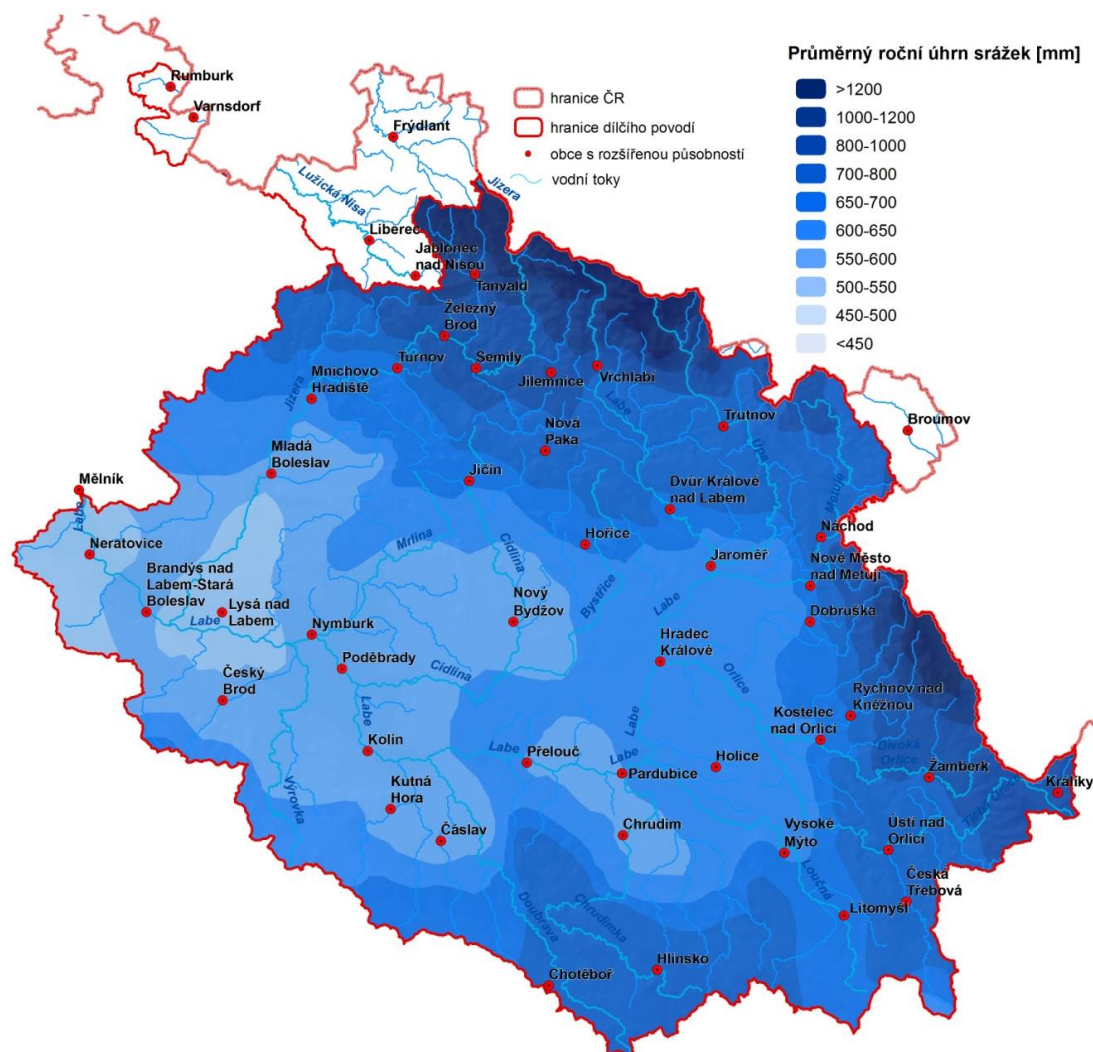 Průměrný roční úhrn srážek [mm]
>1200
1000-1200
800-1000
700-800
650-700
600-650
550-600
500-550
450-500
<450
hranice ČR
hranice dílčího povodí
obce s rozšířenou působností
vodní toky
Rumburk
Varnsdorf
Frýdlant
Lužická Nisa
Jizera
Liberec
Jablonec
nad Nisou
Tanvald
Železný
Brod
Turnov
Semily
Jilemnice
Vrchlabí
Mnichovo
Hradiště
Jizera
Labe
Trutnov
Broumov
Nová
Paka
Úpa
Mladá
Boleslav
Jičín
Mělník
Labe
Dvůr Králové
nad Labem
Metuje
Náchod
Neratovice
Mrlina
Hořice
Jaroměř
Nové Město
nad Metují
Brandýs nad
Labem-Stará
Boleslav
Lysá nad
Labem
Labe
Cidlina
Nový
Bydžov
Bystřice
Labe
Dobruška
Nymburk
Hradec
Králové
Poděbrady
Cidlina
Orlice
Český
Brod
Rychnov nad
Kněžnou
Labe
Labe
Kostelec
nad Orlicí
Divoká
Orlice
Kolín
Labe
Přelouč
Labe
Pardubice
Holice
Žamberk
Králíky
Výrovka
Kutná
Hora
Čáslav
Chrudim
Vysoké
Mýto
Ústí nad
Orlicí
Tichá Orlice
Loučná
Česká
Třebová
Litomyšl
Doubrava
Chrudimka
Hlinsko
Chotěboř